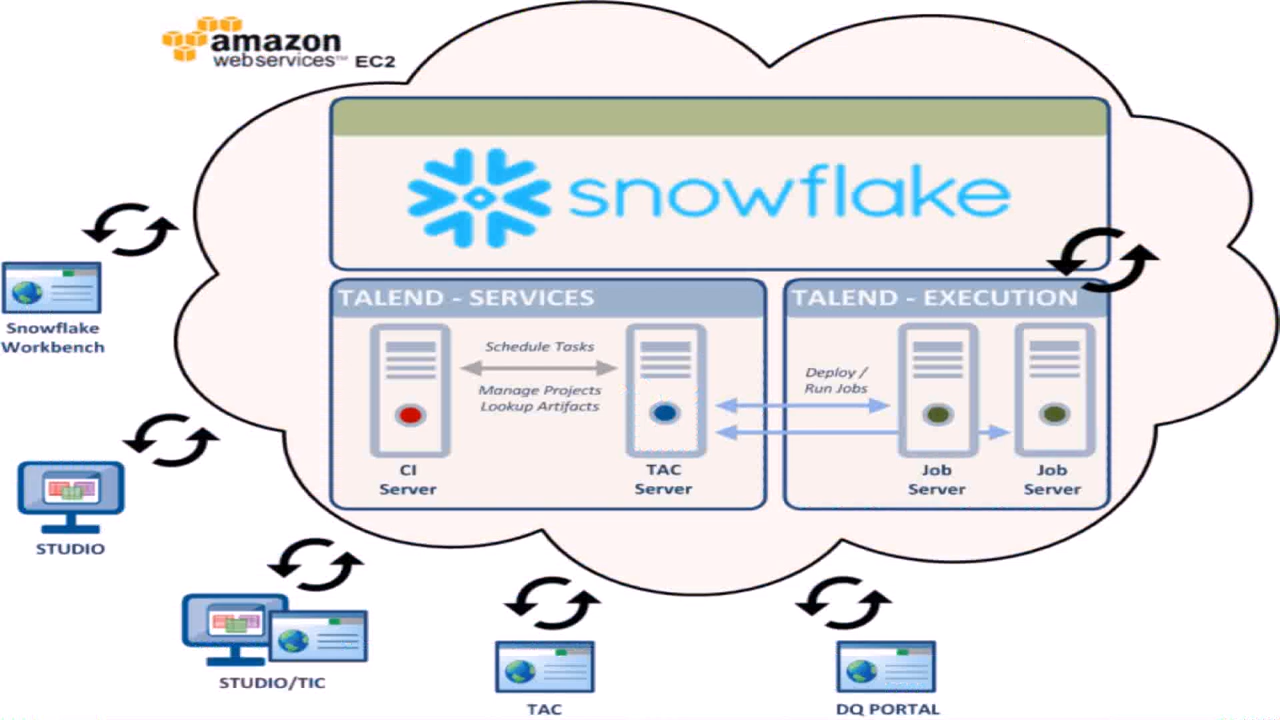 amazon
webservices™ EC2
snowflake
TALEND - SERVICES
TALEND - EXECUTION
Schedule Tasks
Manage Projects
Lookup Artifacts
Deploy /
Run Jobs
CI
Server
TAC
Server
Job
Server
Job
Server
Snowflake
Workbench
STUDIO
STUDIO/TIC
TAC
DQ PORTAL